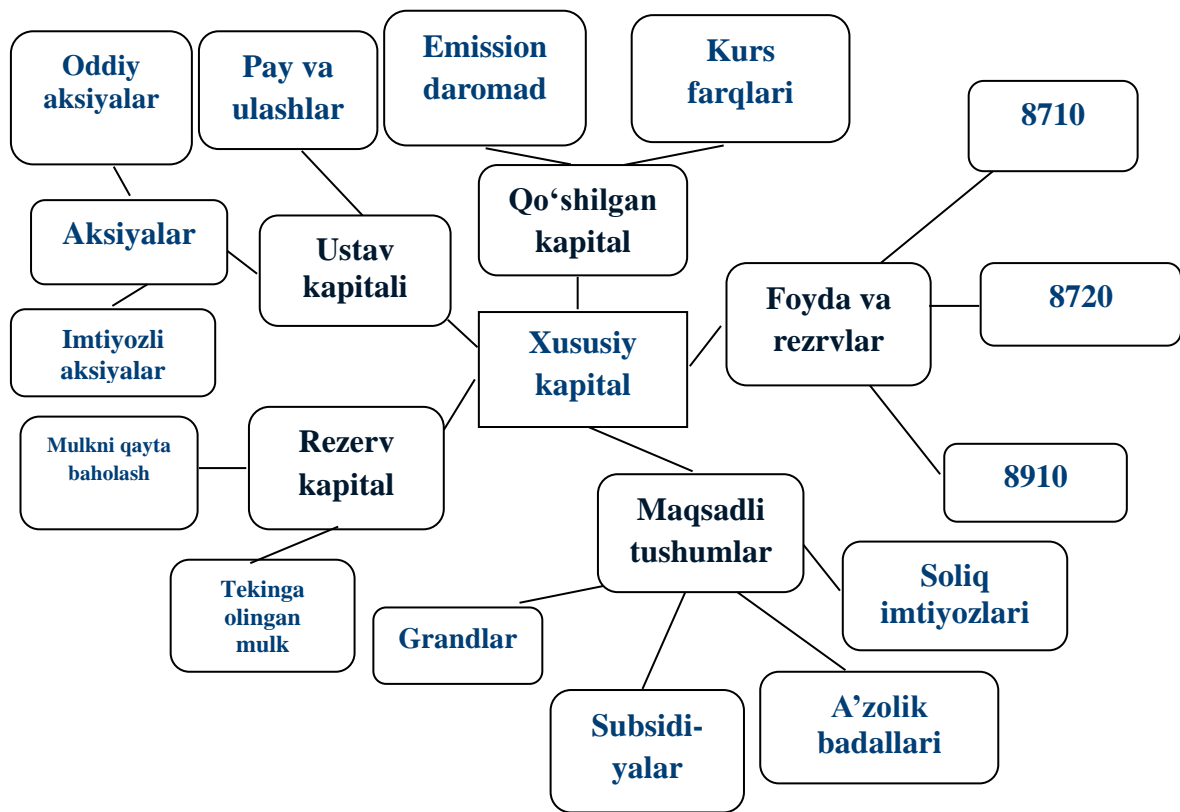 Oddiy
aksiyalar
Pay va
ulashlar
Emission
daromad
Kurs
farqlari
8710
Aksiyalar
Ustav
kapitali
Qo‘shilgan
kapital
Foyda va
rezrvlar
8720
Imtiyozli
aksiyalar
Xususiy
kapital
Mulkni qayta
baholash
Rezerv
kapital
8910
Maqsadli
tushumlar
Tekinga
olingan
mulk
Grandlar
Soliq
imtiyozlari
Subsidi-
yalar
A’zolik
badallari